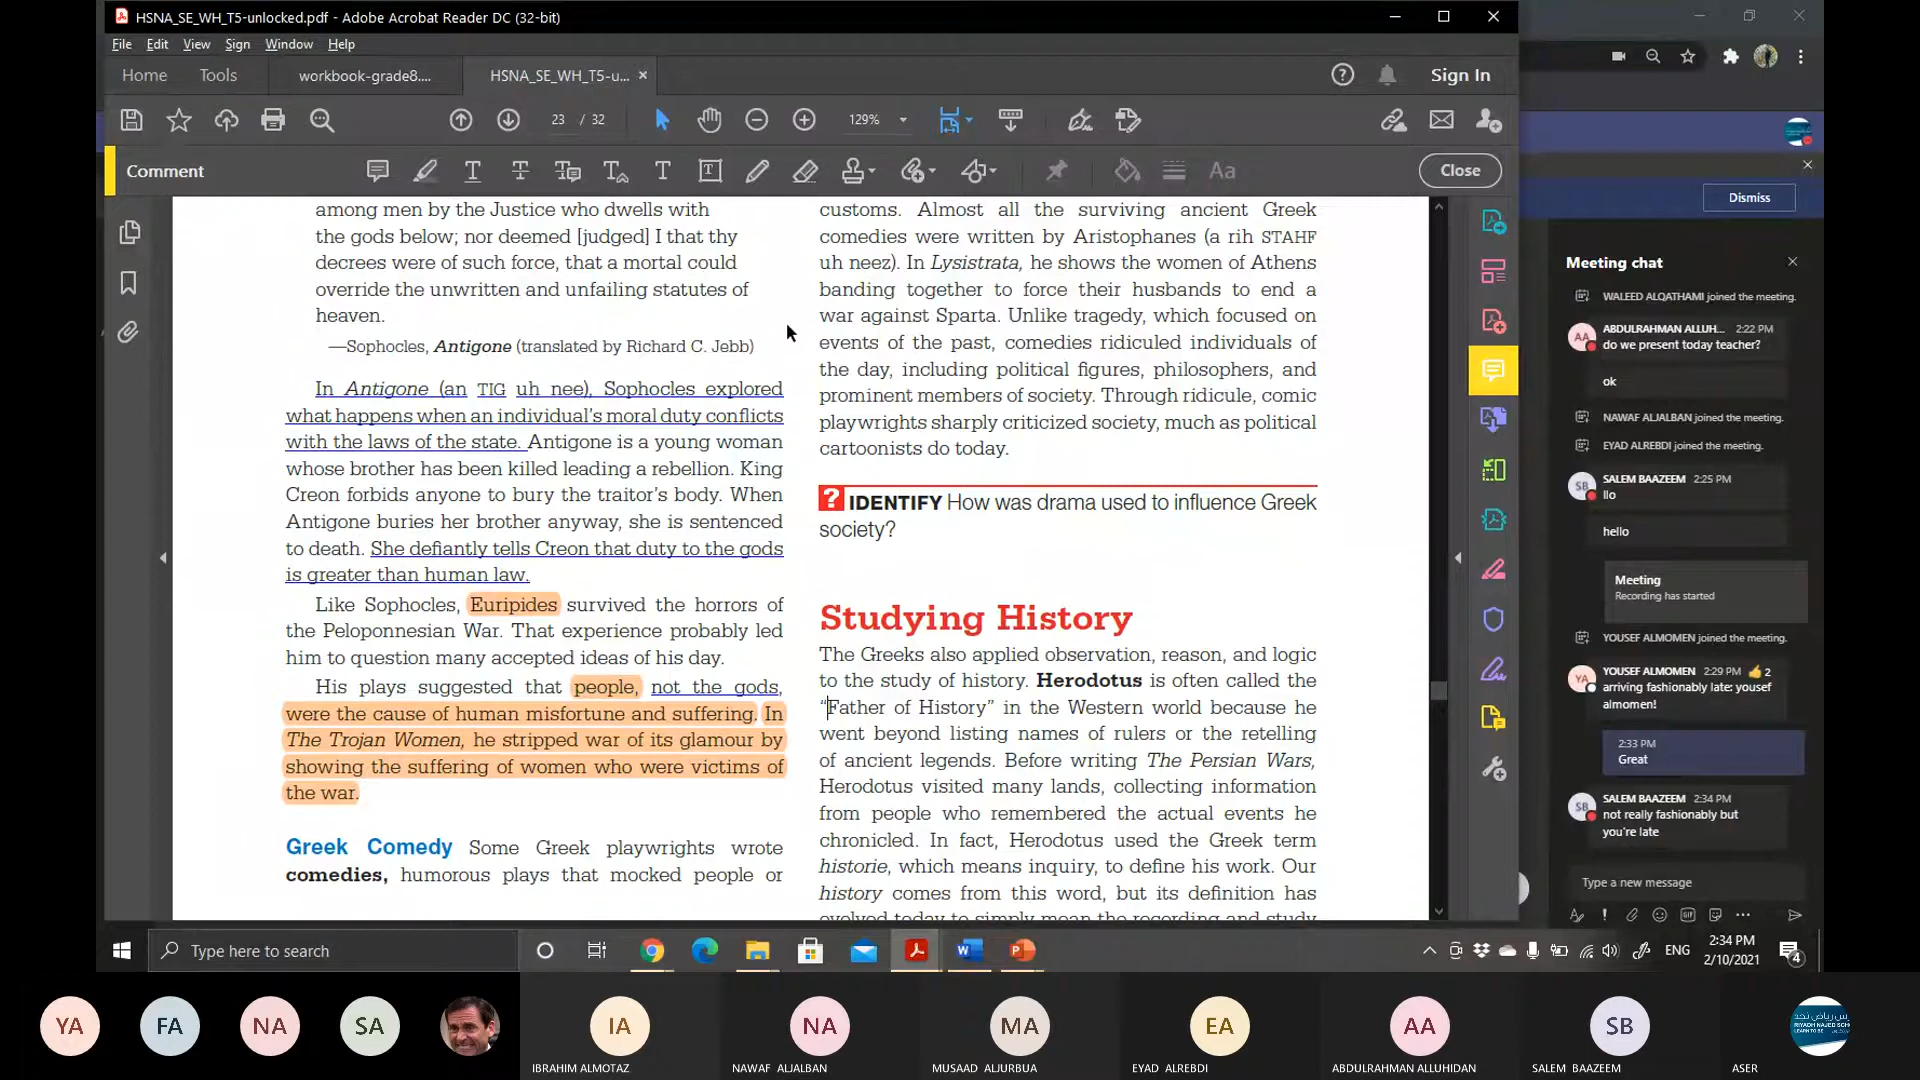 HSNA_SE_WH_T5-unlocked.pdf - Adobe Acrobat Reader DC (32-bit)
File Edit View Sign Window Help
Home Tools workbook-grade8.... HSNA_SE_WH_T5-u... Sign In
23 / 32 129%
Comment Close
among men by the Justice who dwells with
the gods below; nor deemed [judged] I that thy
decrees were of such force, that a mortal could
override the unwritten and unfailing statutes of
heaven.
—Sophocles, Antigone (translated by Richard C. Jebb)
In Antigone (an TIG uh nee), Sophocles explored
what happens when an individual's moral duty conflicts
with the laws of the state. Antigone is a young woman
whose brother has been killed leading a rebellion. King
Creon forbids anyone to bury the traitor's body. When
Antigone buries her brother anyway, she is sentenced
to death. She defiantly tells Creon that duty to the gods
is greater than human law.
Like Sophocles, Euripides survived the horrors of
the Peloponnesian War. That experience probably led
him to question many accepted ideas of his day.
His plays suggested that people, not the gods,
were the cause of human misfortune and suffering. In
The Trojan Women, he stripped war of its glamour by
showing the suffering of women who were victims of
the war.
Greek Comedy Some Greek playwrights wrote
comedies, humorous plays that mocked people or
customs. Almost all the surviving ancient Greek
comedies were written by Aristophanes (a rih STAHF
uh neez). In Lysistrata, he shows the women of Athens
banding together to force their husbands to end a
war against Sparta. Unlike tragedy, which focused on
events of the past, comedies ridiculed individuals of
the day, including political figures, philosophers, and
prominent members of society. Through ridicule, comic
playwrights sharply criticized society, much as political
cartoonists do today.
? IDENTIFY How was drama used to influence Greek
society?
Studying History
The Greeks also applied observation, reason, and logic
to the study of history. Herodotus is often called the
“Father of History” in the Western world because he
went beyond listing names of rulers or the retelling
of ancient legends. Before writing The Persian Wars,
Herodotus visited many lands, collecting information
from people who remembered the actual events he
chronicled. In fact, Herodotus used the Greek term
historie, which means inquiry, to define his work. Our
history comes from this word, but its definition has
evolved today to simply mean the recording and study
Dismiss
Meeting chat
WALEED ALQATHAMI joined the meeting.
ABDULRAHMAN ALLUH... 2:22 PM
AA
do we present today teacher?
ok
NAWAF ALJALBAN joined the meeting.
EYAD ALREBDI joined the meeting.
SALEM BAAZEEM 2:25 PM
SB
llo
hello
Meeting
Recording has started
YOUSEF ALMOMEN joined the meeting.
YOUSEF ALMOMEN 2:29 PM 👍 2
YA
arriving fashionably late: yousef
almomen!
2:33 PM
Great
SALEM BAAZEEM 2:34 PM
SB
not really fashionably but
you're late
Type a new message
Type here to search
ENG
2:34 PM
2/10/2021
4
YA FA NA SA IA NA MA EA AA SB
IBRAHIM ALMOTAZ NAWAF ALJALBAN MUSAAD ALJURBUA EYAD ALREBDI ABDULRAHMAN ALLUHIDAN SALEM BAAZEEM ASER